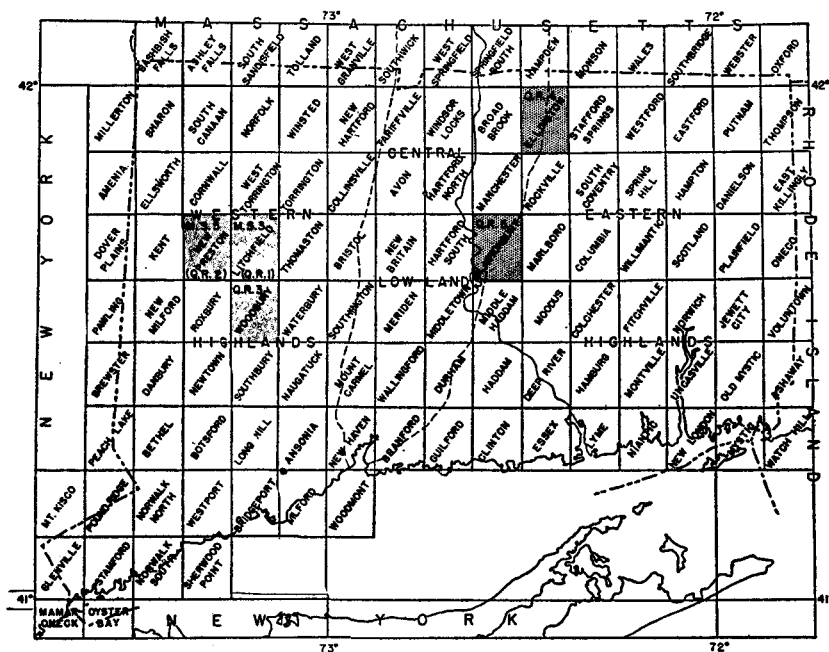 MASSACHUSETTS
73° 72°
BASHBISH FALLS ASHLEY FALLS SOUTH SANDISFIELD TOLLAND WEST GRANVILLE SOUTHWICK WEST SPRINGFIELD SPRINGFIELD SOUTH HAMPDEN MONSON WALES SOUTHBRIDGE WEBSTER OXFORD
42° 42°
MILLERTON SHARON SOUTH CANAAN NORFOLK WINSTED NEW HARTFORD TARIFFVILLE WINDSOR LOCKS BROAD BROOK Q.R.4 ELLINGTON STAFFORD SPRINGS WESTFORD EASTFORD PUTNAM THOMPSON
CENTRAL
AMENIA ELLSWORTH CORNWALL WEST TORRINGTON TORRINGTON COLLINSVILLE AVON HARTFORD NORTH MANCHESTER ROCKVILLE SOUTH COVENTRY SPRING HILL HAMPTON DANIELSON EAST KILLINGLY
WESTERN EASTERN
DOVER PLAINS KENT NEW PRESTON (Q.R.2) M.S.3 LITCHFIELD (Q.R.1) THOMASTON BRISTOL NEW BRITAIN HARTFORD SOUTH MARLBORO COLUMBIA WILLIMANTIC SCOTLAND PLAINFIELD ONECO
LOWLAND
PAWLING NEW MILFORD ROXBURY Q.R.3 WOODBURY WATERBURY SOUTHINGTON MERIDEN MIDDLETOWN MIDDLE HADDAM MOODUS COLCHESTER FITCHVILLE NORWICH JEWETT CITY VOLUNTOWN
HIGHLANDS HIGHLANDS
BREWSTER DANBURY NEWTOWN SOUTHBURY NAUGATUCK MOUNT CARMEL WALLINGFORD DURHAM HADDAM DEEP RIVER HAMBURG MONTVILLE UNCASVILLE OLD MYSTIC ASHAWAY
PEACH LAKE BETHEL BOTSFORD LONG HILL ANSONIA NEW HAVEN BRANFORD GUILFORD CLINTON ESSEX LYME NIANTIC NEW LONDON MYSTIC WATCH HILL
MT. KISCO POUND RIDGE NORWALK NORTH WESTPORT BRIDGEPORT MILFORD WOODMONT
GLENVILLE STAMFORD NORWALK SOUTH SHERWOOD POINT
41° 41°
MAMARONECK OYSTER BAY
NEW YORK
73° 72°
NEW YORK
RHODE ISLAND